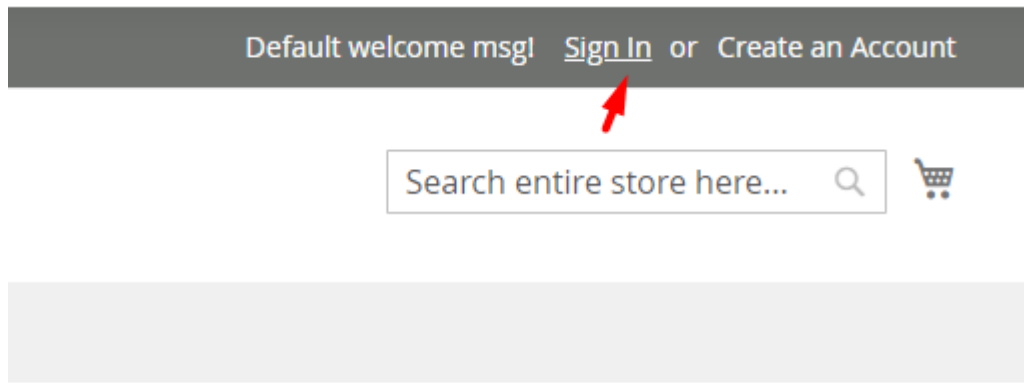 Default welcome msg! Sign In or Create an Account
Search entire store here...